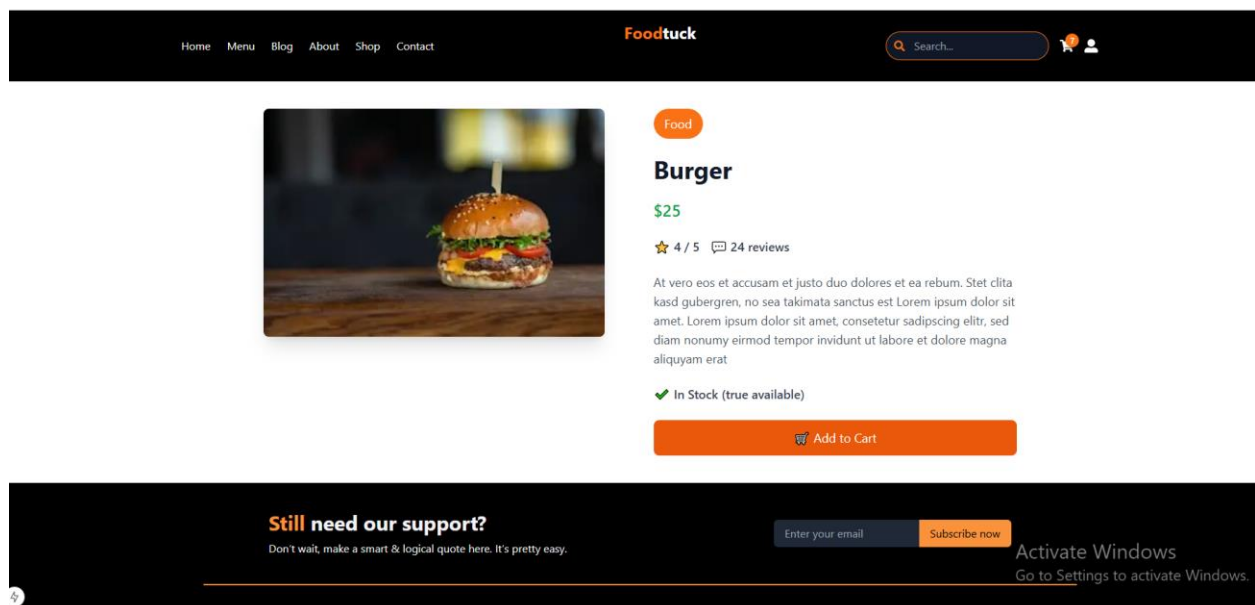 Foodtuck
Home Menu Blog About Shop Contact
Search...
7
Food
Burger
$25
4 / 5 24 reviews
At vero eos et accusam et justo duo dolores et ea rebum. Stet clita
kasd gubergren, no sea takimata sanctus est Lorem ipsum dolor sit
amet. Lorem ipsum dolor sit amet, consetetur sadipscing elitr, sed
diam nonumy eirmod tempor invidunt ut labore et dolore magna
aliquyam erat
In Stock (true available)
Add to Cart
Still need our support?
Don't wait, make a smart & logical quote here. It's pretty easy.
Enter your email
Subscribe now
Activate Windows
Go to Settings to activate Windows.